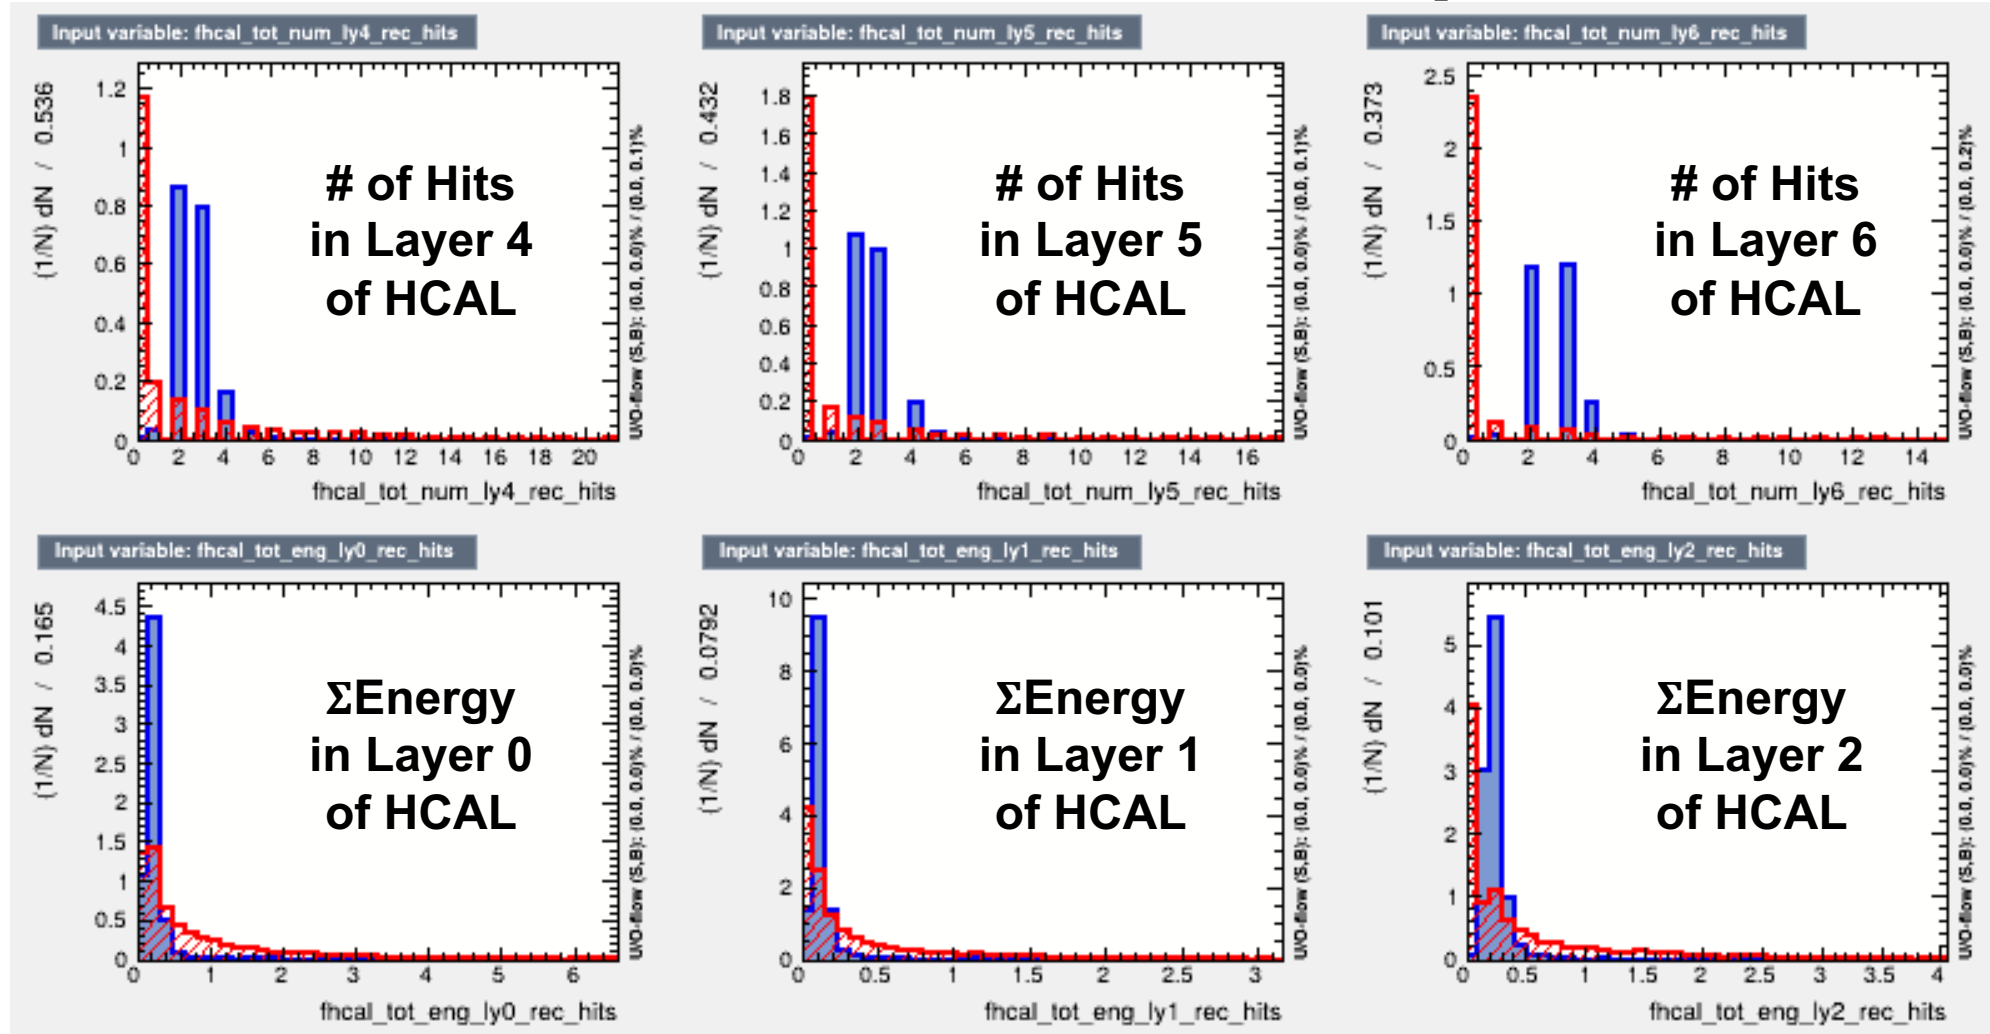 Input variable: fhcal_tot_num_ly4_rec_hits
(1/N) dN / 0.536
1.2
1
0.8
0.6
0.4
0.2
0
0 2 4 6 8 10 12 14 16 18 20
fhcal_tot_num_ly4_rec_hits
# of Hits
in Layer 4
of HCAL
U/O-flow (S,B): (0.0, 0.0)% / (0.0, 0.1)%
Input variable: fhcal_tot_num_ly5_rec_hits
(1/N) dN / 0.432
1.8
1.6
1.4
1.2
1
0.8
0.6
0.4
0.2
0
0 2 4 6 8 10 12 14 16
fhcal_tot_num_ly5_rec_hits
# of Hits
in Layer 5
of HCAL
U/O-flow (S,B): (0.0, 0.0)% / (0.0, 0.1)%
Input variable: fhcal_tot_num_ly6_rec_hits
(1/N) dN / 0.373
2.5
2
1.5
1
0.5
0
0 2 4 6 8 10 12 14
fhcal_tot_num_ly6_rec_hits
# of Hits
in Layer 6
of HCAL
U/O-flow (S,B): (0.0, 0.0)% / (0.0, 0.2)%
Input variable: fhcal_tot_eng_ly0_rec_hits
(1/N) dN / 0.165
4.5
4
3.5
3
2.5
2
1.5
1
0.5
0
0 1 2 3 4 5 6
fhcal_tot_eng_ly0_rec_hits
ΣEnergy
in Layer 0
of HCAL
U/O-flow (S,B): (0.0, 0.0)% / (0.0, 0.0)%
Input variable: fhcal_tot_eng_ly1_rec_hits
(1/N) dN / 0.0792
10
8
6
4
2
0
0 0.5 1 1.5 2 2.5 3
fhcal_tot_eng_ly1_rec_hits
ΣEnergy
in Layer 1
of HCAL
U/O-flow (S,B): (0.0, 0.0)% / (0.0, 0.0)%
Input variable: fhcal_tot_eng_ly2_rec_hits
(1/N) dN / 0.101
5
4
3
2
1
0
0 0.5 1 1.5 2 2.5 3 3.5 4
fhcal_tot_eng_ly2_rec_hits
ΣEnergy
in Layer 2
of HCAL
U/O-flow (S,B): (0.0, 0.0)% / (0.0, 0.0)%